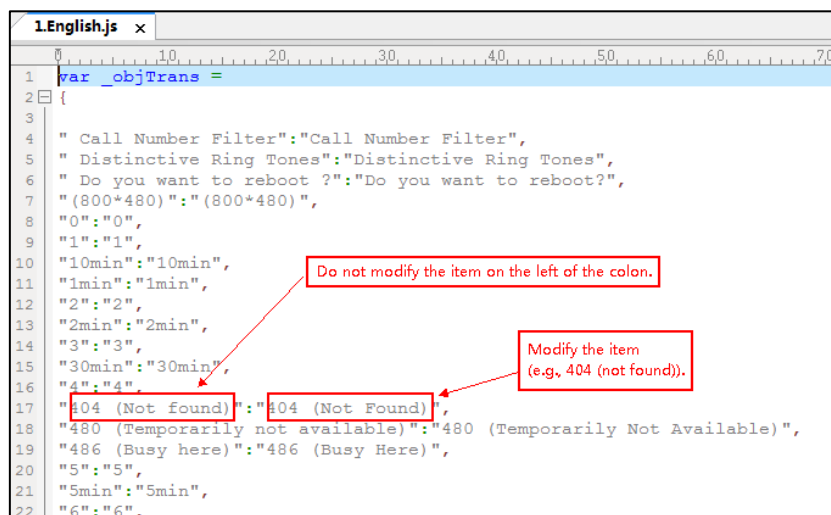 1.English.js x
0 10 20 30 40 50 60 70
1 var _objTrans =
2 {
3
4 " Call Number Filter":"Call Number Filter",
5 " Distinctive Ring Tones":"Distinctive Ring Tones",
6 " Do you want to reboot ?":"Do you want to reboot?",
7 "(800*480)":"(800*480)",
8 "0":"0",
9 "1":"1",
10 "10min":"10min",
11 "1min":"1min",
Do not modify the item on the left of the colon.
12 "2":"2",
13 "2min":"2min",
14 "3":"3",
15 "30min":"30min",
Modify the item
(e.g., 404 (not found)).
16 "4":"4",
17 "404 (Not found)":"404 (Not Found)",
18 "480 (Temporarily not available)":"480 (Temporarily Not Available)",
19 "486 (Busy here)":"486 (Busy Here)",
20 "5":"5",
21 "5min":"5min",
22 "6":"6",